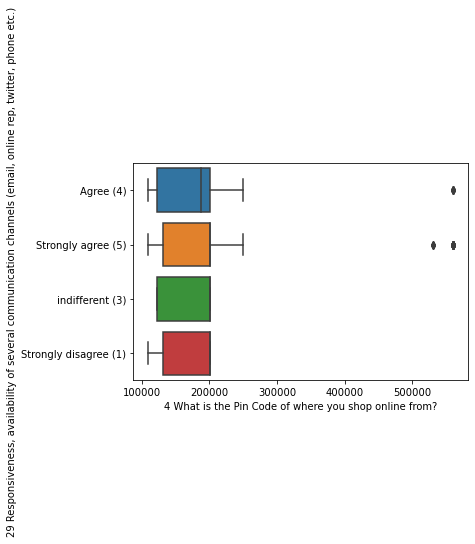 29 Responsiveness, availability of several communication channels (email, online rep, twitter, phone etc.)
Agree (4)
Strongly agree (5)
indifferent (3)
Strongly disagree (1)
100000 200000 300000 400000 500000
4 What is the Pin Code of where you shop online from?